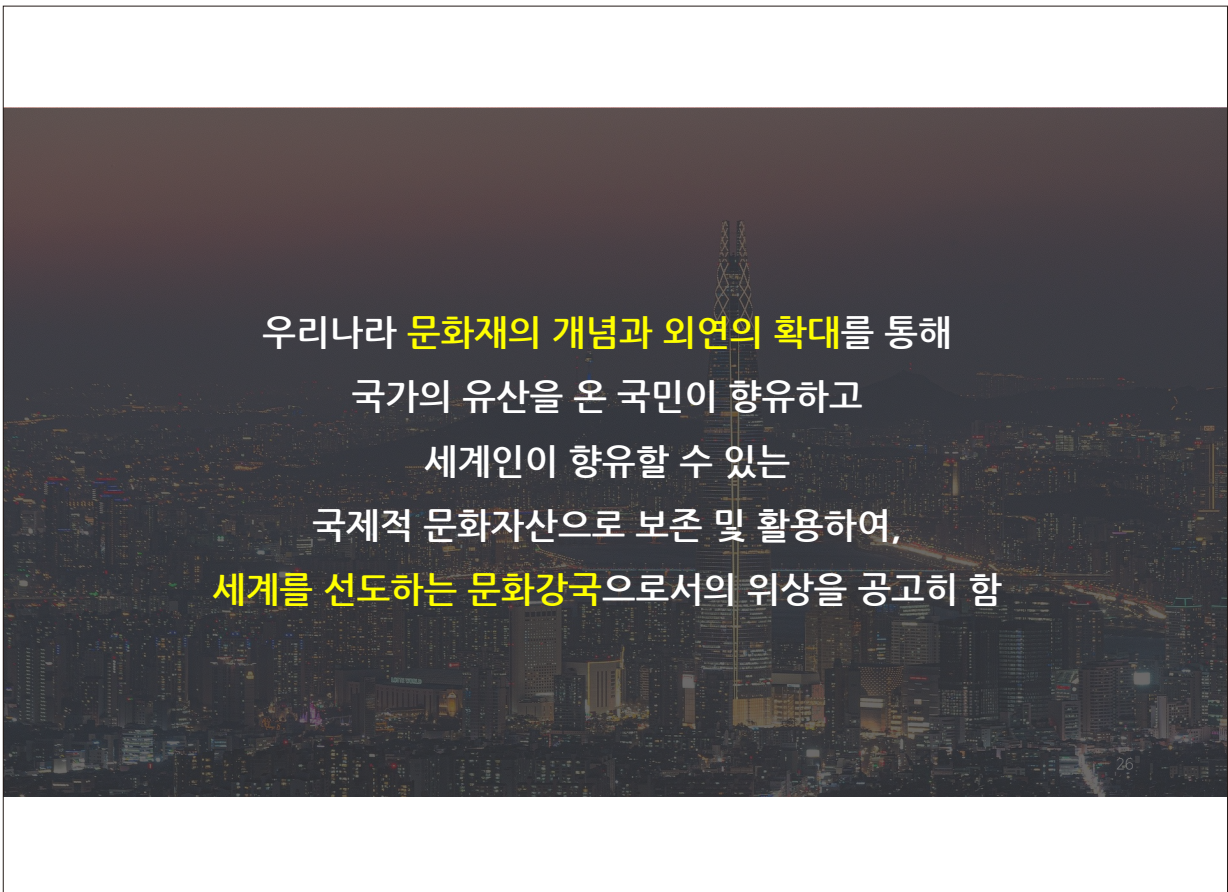 우리나라 문화재의 개념과 외연의 확대를 통해
국가의 유산을 온 국민이 향유하고
세계인이 향유할 수 있는
국제적 문화자산으로 보존 및 활용하여,
세계를 선도하는 문화강국으로서의 위상을 공고히 함
26